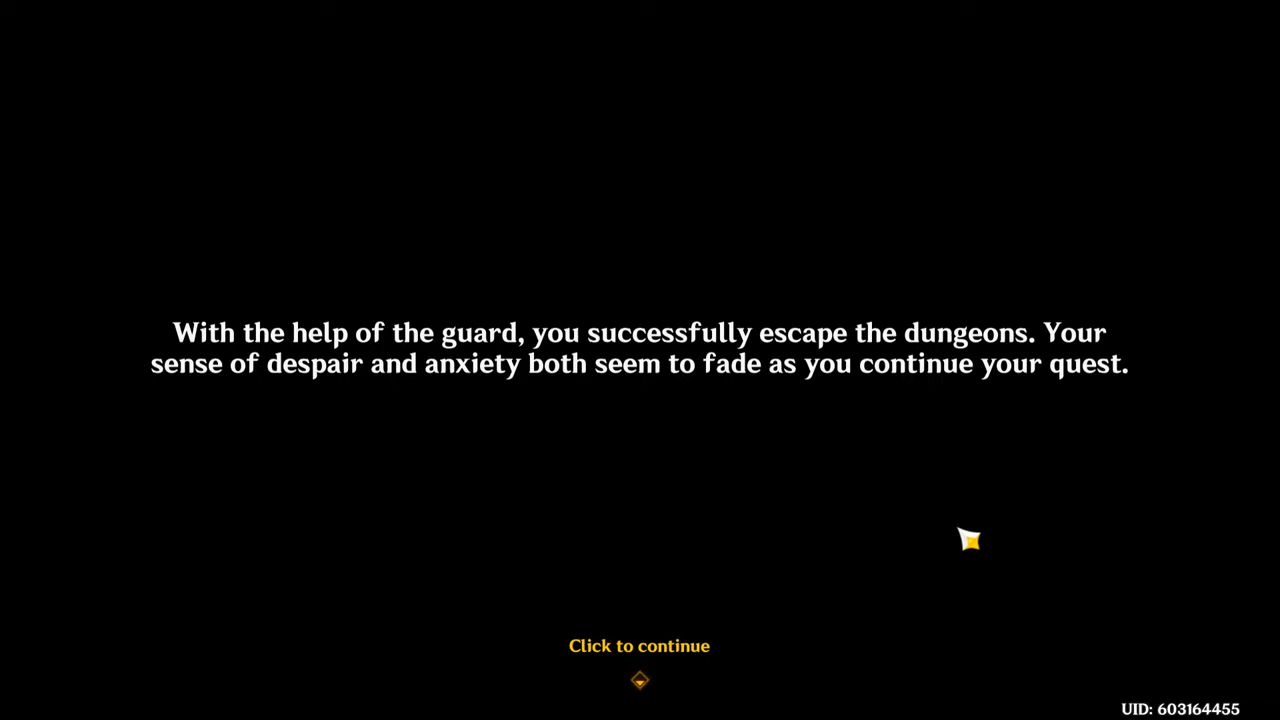 With the help of the guard, you successfully escape the dungeons. Your
sense of despair and anxiety both seem to fade as you continue your quest.
Click to continue
UID: 603164455